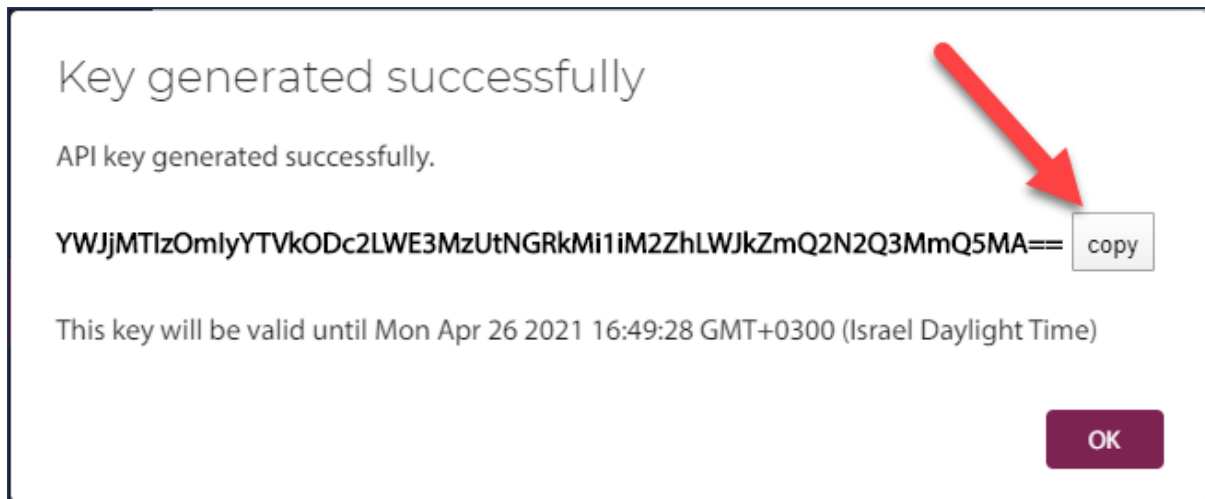 Key generated successfully
API key generated successfully.
YWJjMTIzOmIyYTVkODc2LWE3MzUtNGRkMi1iM2ZhLWJkZmQ2N2Q3MmQ5MA== copy
This key will be valid until Mon Apr 26 2021 16:49:28 GMT+0300 (Israel Daylight Time)
OK